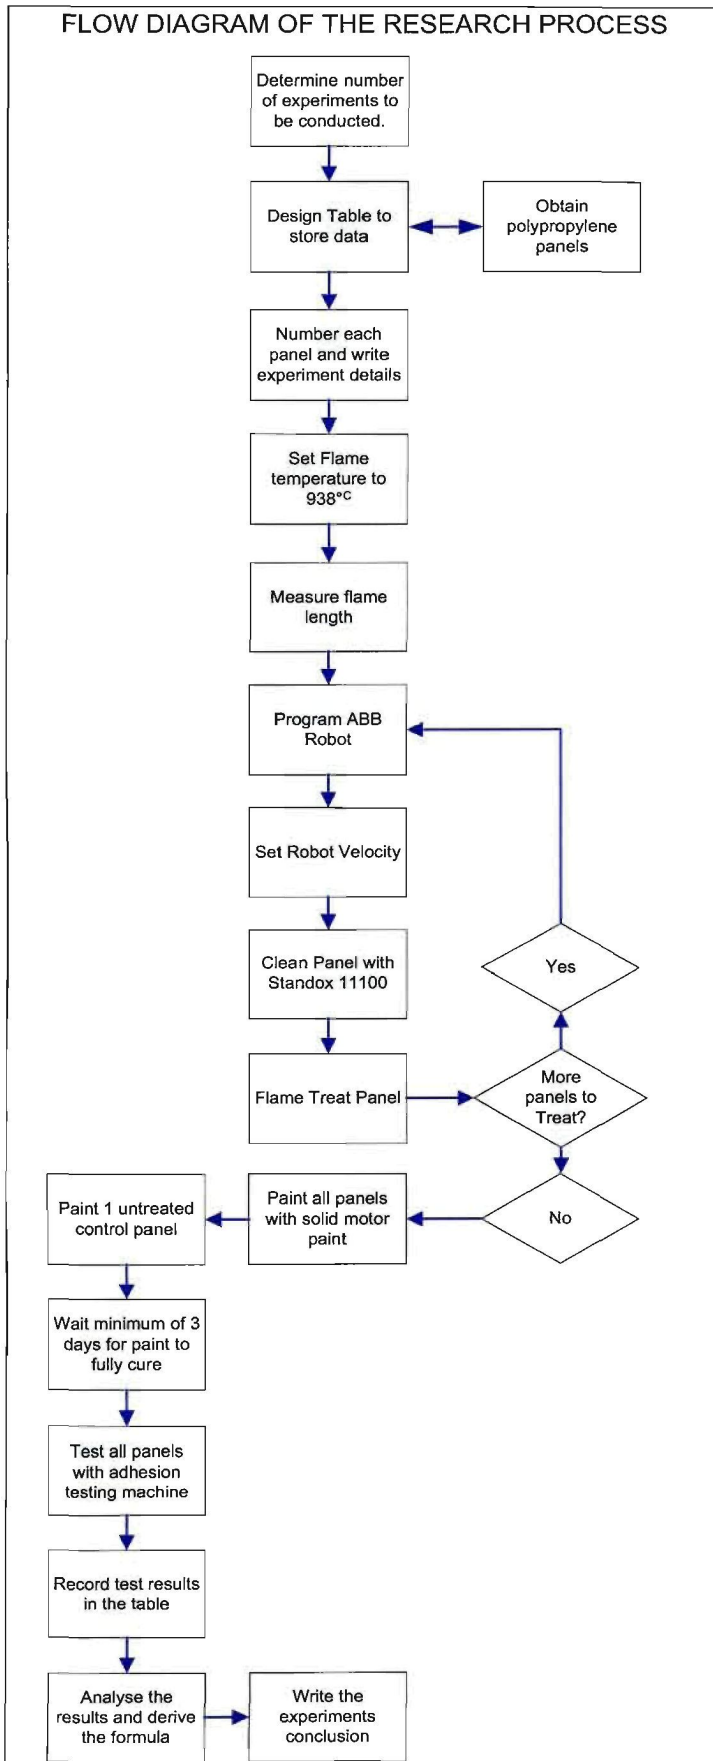 FLOW DIAGRAM OF THE RESEARCH PROCESS
Determine number
of experiments to
be conducted.
Design Table to
store data
Obtain
polypropylene
panels
Number each
panel and write
experiment details
Set Flame
temperature to
938°C
Measure flame
length
Program ABB
Robot
Set Robot Velocity
Clean Panel with
Standox 11100
Yes
Flame Treat Panel
More
panels to
Treat?
No
Paint all panels
with solid motor
paint
Paint 1 untreated
control panel
Wait minimum of 3
days for paint to
fully cure
Test all panels
with adhesion
testing machine
Record test results
in the table
Analyse the
results and derive
the formula
Write the
experiments
conclusion